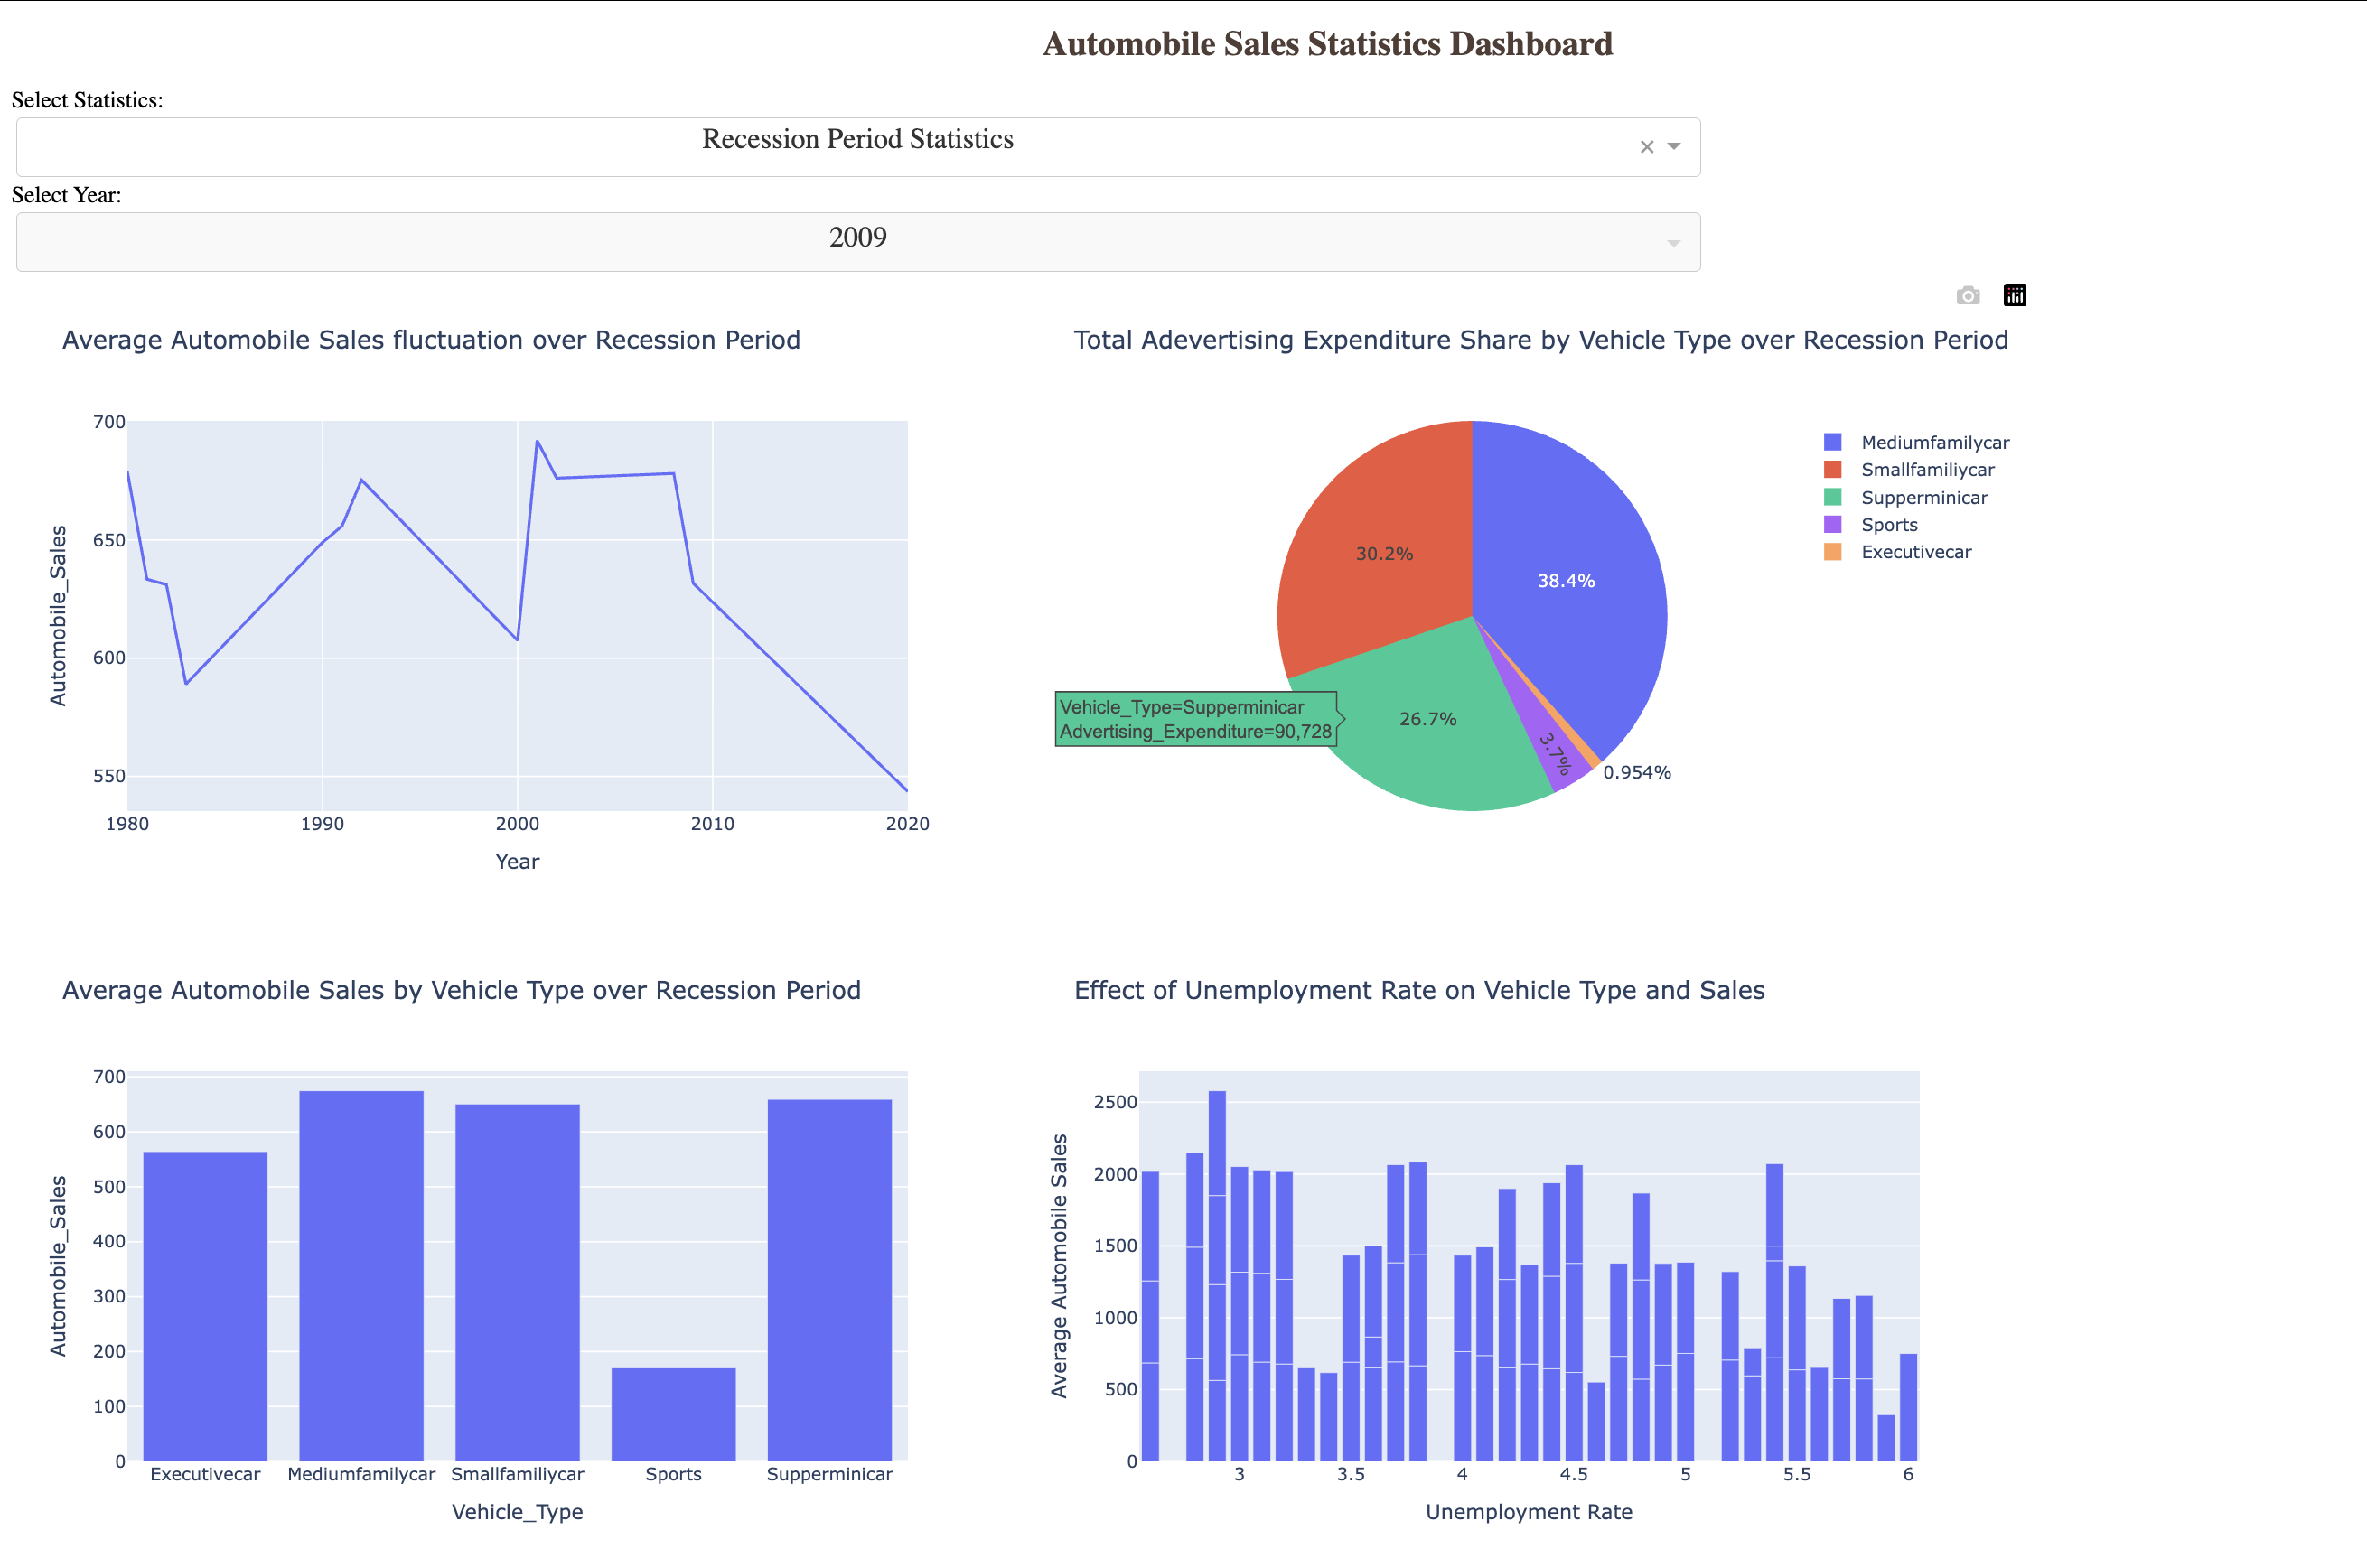 Automobile Sales Statistics Dashboard
Select Statistics:
Recession Period Statistics
Select Year:
2009
Average Automobile Sales fluctuation over Recession Period
700
650
600
550
Automobile_Sales
1980 1990 2000 2010 2020
Year
Total Adevertising Expenditure Share by Vehicle Type over Recession Period
30.2%
38.4%
26.7%
3.7%
0.954%
Vehicle_Type=Supperminicar
Advertising_Expenditure=90,728
Mediumfamilycar
Smallfamiliycar
Supperminicar
Sports
Executivecar
Average Automobile Sales by Vehicle Type over Recession Period
700
600
500
400
300
200
100
0
Automobile_Sales
Executivecar Mediumfamilycar Smallfamiliycar Sports Supperminicar
Vehicle_Type
Effect of Unemployment Rate on Vehicle Type and Sales
2500
2000
1500
1000
500
0
Average Automobile Sales
3 3.5 4 4.5 5 5.5 6
Unemployment Rate